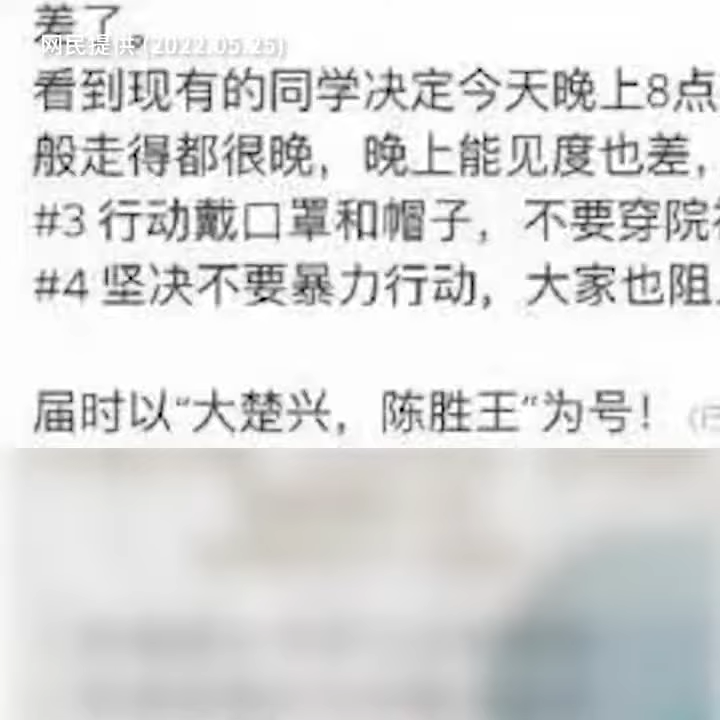 差了。
网民提供 (2022.05.25)
看到现有的同学决定今天晚上8点
般走得都很晚，晚上能见度也差，
#3 行动戴口罩和帽子，不要穿院
#4 坚决不要暴力行动，大家也阻
届时以“大楚兴，陈胜王”为号！